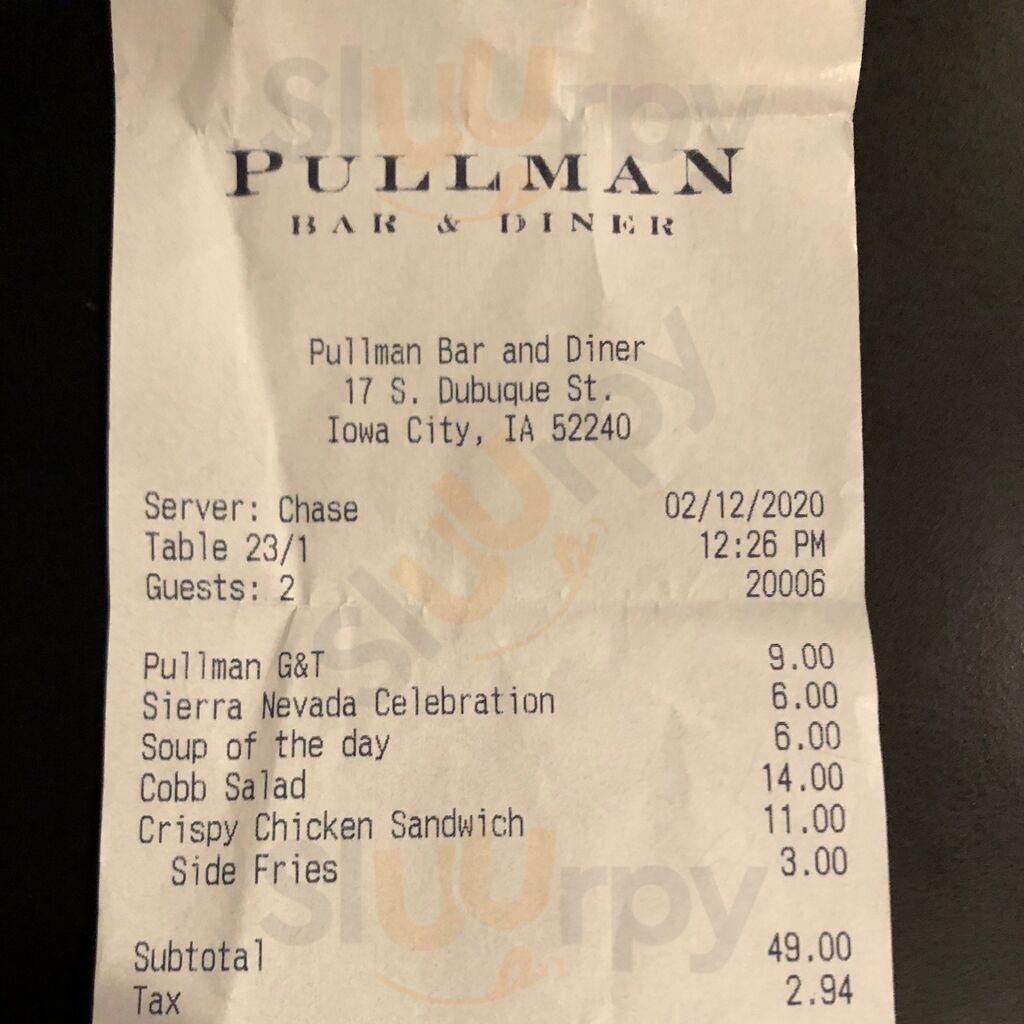 PULLMAN
BAR & DINER
Pullman Bar and Diner
17 S. Dubuque St.
Iowa City, IA 52240
Server: Chase 02/12/2020
Table 23/1 12:26 PM
Guests: 2 20006
Pullman G&T 9.00
Sierra Nevada Celebration 6.00
Soup of the day 6.00
Cobb Salad 14.00
Crispy Chicken Sandwich 11.00
Side Fries 3.00
Subtotal 49.00
Tax 2.94
sluurpy
sluurpy
sluurpy